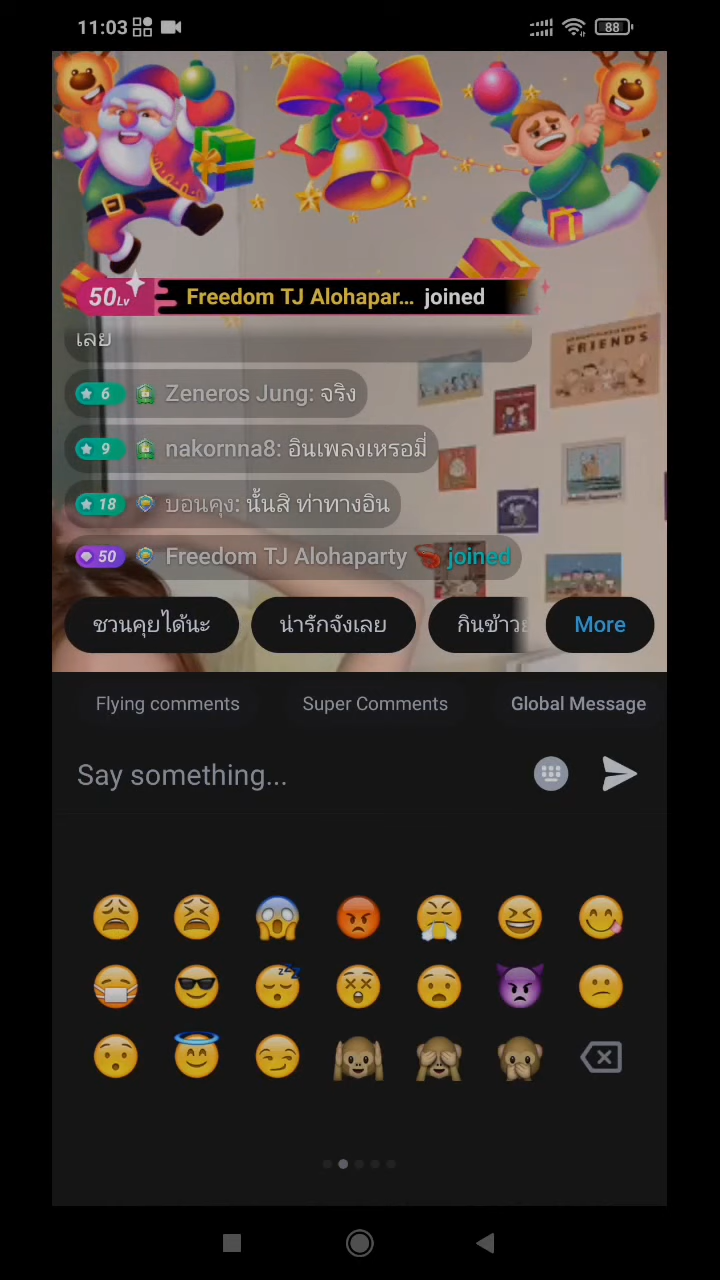 11:03
88
50Lv Freedom TJ Alohapar... joined
เลย
FRIENDS
6 Zeneros Jung: จริง
9 nakornna8: อินเพลงเหรอมี่
18 บอนคุง: นั้นสิ ท่าทางอิน
50 Freedom TJ Alohaparty joined
ชวนคุยได้นะ
น่ารักจังเลย
More
Flying comments
Super Comments
Global Message
Say something...